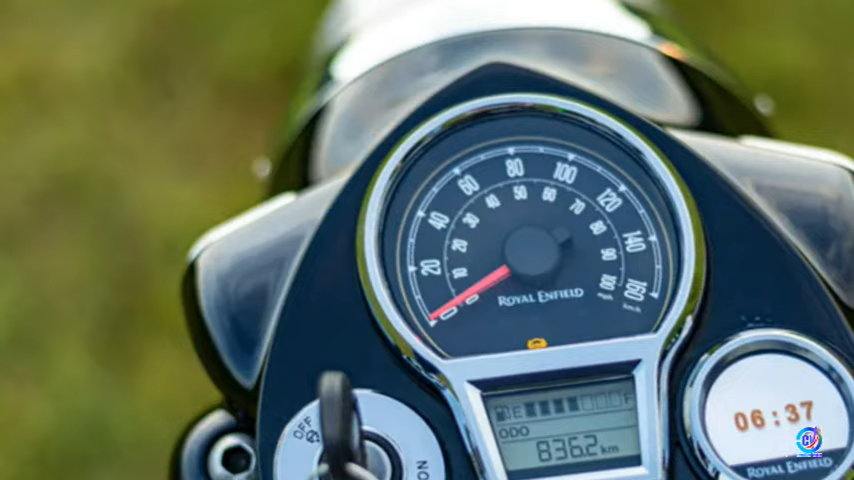 20 40 60 80 100 120 140 160
km/h
10 20 30 40 50 60 70 80 90 100
mph
0 0
ROYAL ENFIELD
E F
ODO
836.2 km
OFF
ON
06:37
ROYAL ENFIELD